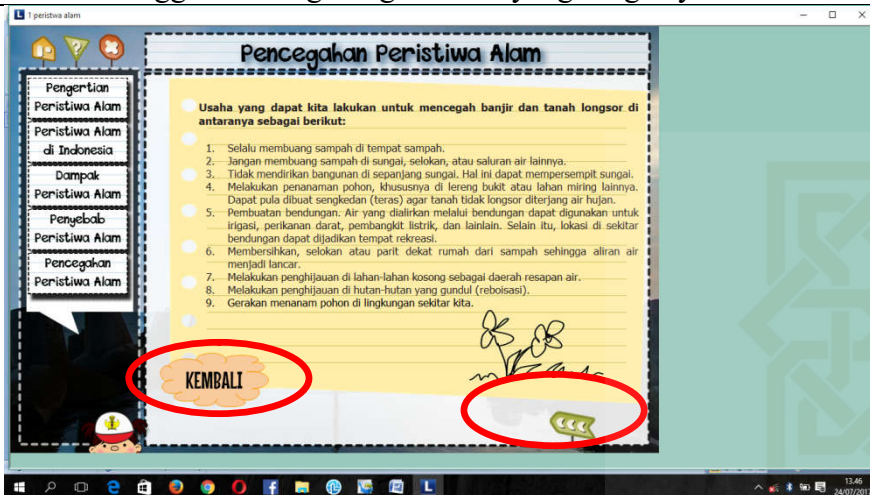 1 peristwa alam
Pencegahan Peristiwa Alam
Pengertian
Peristiwa Alam
Peristiwa Alam
di Indonesia
Dampak
Peristiwa Alam
Penyebab
Peristiwa Alam
Pencegahan
Peristiwa Alam
Usaha yang dapat kita lakukan untuk mencegah banjir dan tanah longsor di
antaranya sebagai berikut:
1. Selalu membuang sampah di tempat sampah.
2. Jangan membuang sampah di sungai, selokan, atau saluran air lainnya.
3. Tidak mendirikan bangunan di sepanjang sungai. Hal ini dapat mempersempit sungai.
4. Melakukan penanaman pohon, khususnya di lereng bukit atau lahan miring lainnya.
Dapat pula dibuat sengkedan (teras) agar tanah tidak longsor diterjang air hujan.
5. Pembuatan bendungan. Air yang dialirkan melalui bendungan dapat digunakan untuk
irigasi, perikanan darat, pembangkit listrik, dan lainlain. Selain itu, lokasi di sekitar
bendungan dapat dijadikan tempat rekreasi.
6. Membersihkan, selokan atau parit dekat rumah dari sampah sehingga aliran air
menjadi lancar.
7. Melakukan penghijauan di lahan-lahan kosong sebagai daerah resapan air.
8. Melakukan penghijauan di hutan-hutan yang gundul (reboisasi).
9. Gerakan menanam pohon di lingkungan sekitar kita.
KEMBALI
13.46